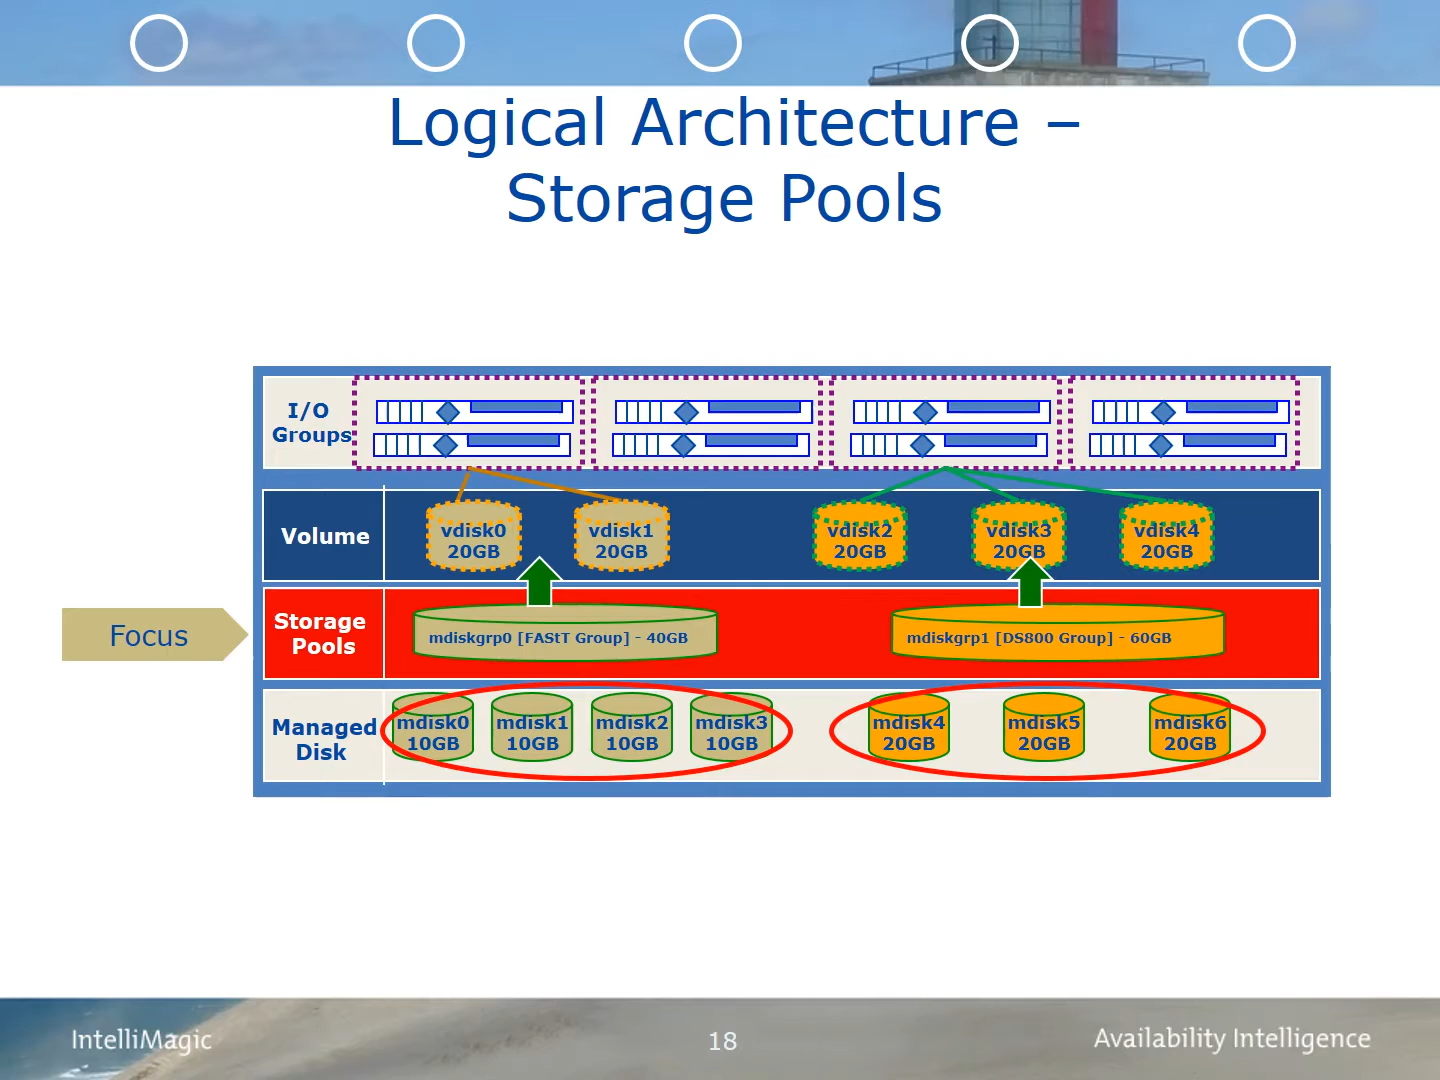 Logical Architecture –
Storage Pools
I/O
Groups
vdisk0
20GB
vdisk1
20GB
vdisk2
20GB
vdisk3
20GB
vdisk4
20GB
Volume
Focus
Storage
Pools
mdiskgrp0 [FAStT Group] - 40GB
mdiskgrp1 [DS800 Group] - 60GB
Managed
Disk
mdisk0
10GB
mdisk1
10GB
mdisk2
10GB
mdisk3
10GB
mdisk4
20GB
mdisk5
20GB
mdisk6
20GB
IntelliMagic
18
Availability Intelligence